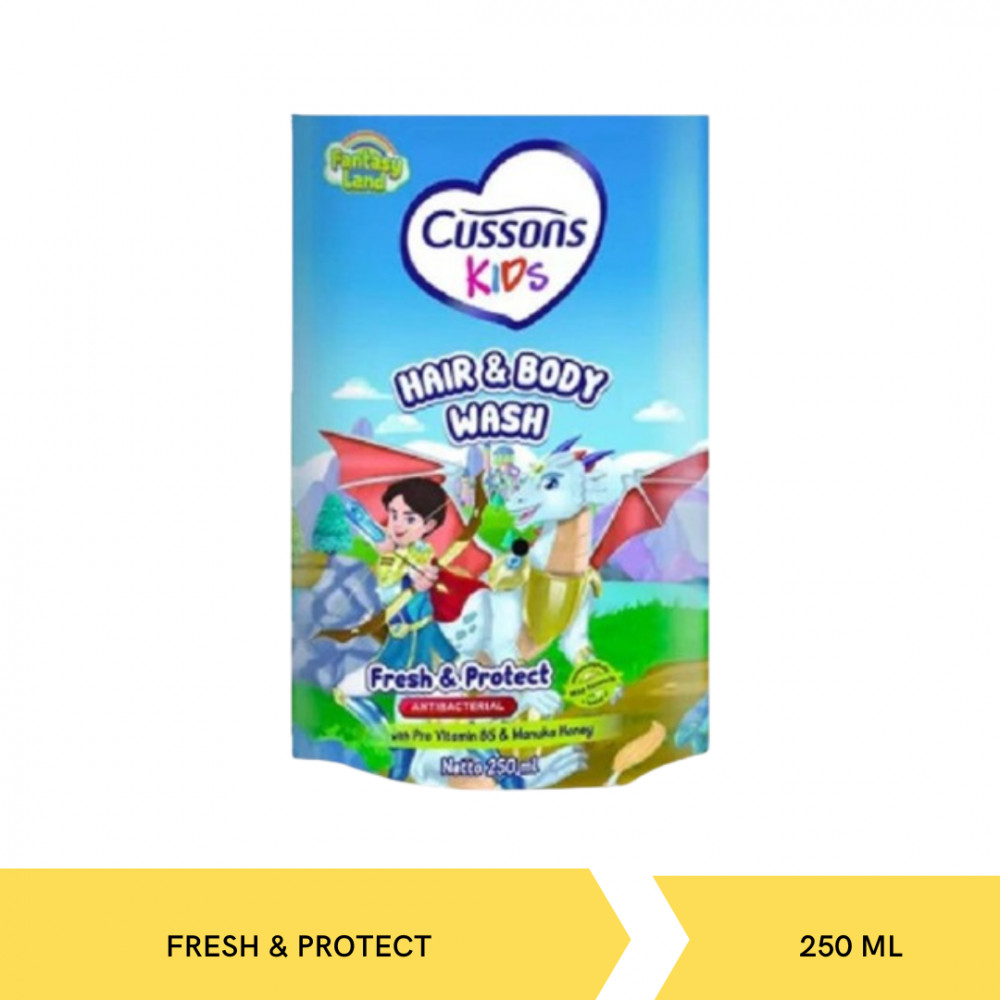 Fantasy
Land
Cussons
KIDS
HAIR & BODY
WASH
Fresh & Protect
ANTIBACTERIAL
with Pro Vitamin B5 & Manuka Honey
Netto 250 ml
FRESH & PROTECT
250 ML